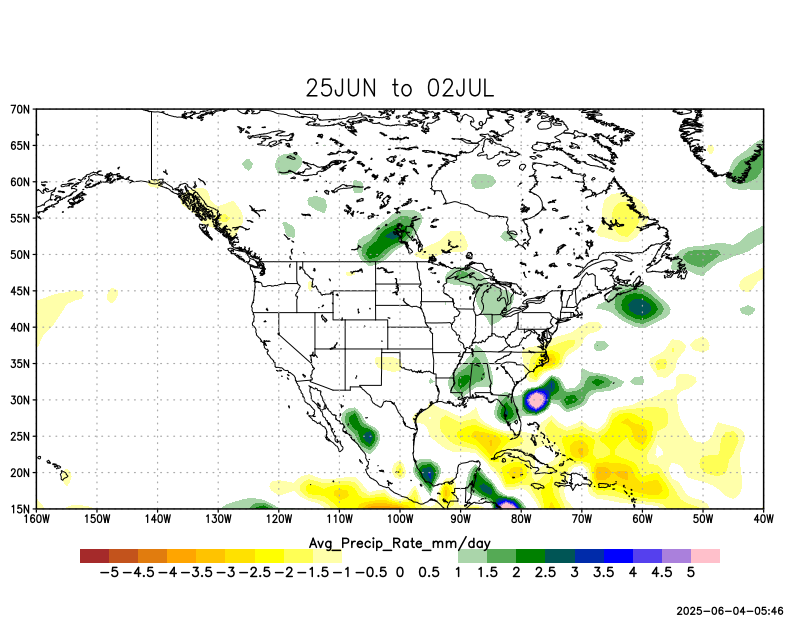 25JUN to 02JUL
70N
65N
60N
55N
50N
45N
40N
35N
30N
25N
20N
15N
160W 150W 140W 130W 120W 110W 100W 90W 80W 70W 60W 50W 40W
Avg_Precip_Rate_mm/day
-5 -4.5 -4 -3.5 -3 -2.5 -2 -1.5 -1 -0.5 0 0.5 1 1.5 2 2.5 3 3.5 4 4.5 5
2025-06-04-05:46